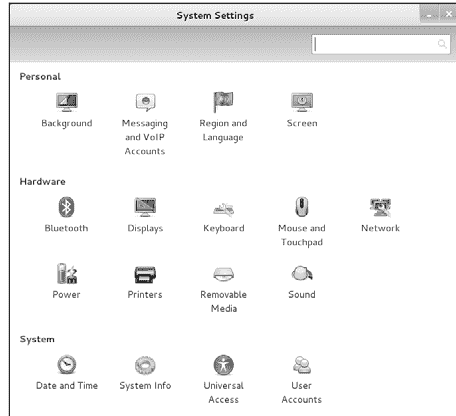 System Settings
Personal
Background
Messaging
and VoIP
Accounts
Region and
Language
Screen
Hardware
Bluetooth
Displays
Keyboard
Mouse and
Touchpad
Network
Power
Printers
Removable
Media
Sound
System
Date and Time
System Info
Universal
Access
User
Accounts